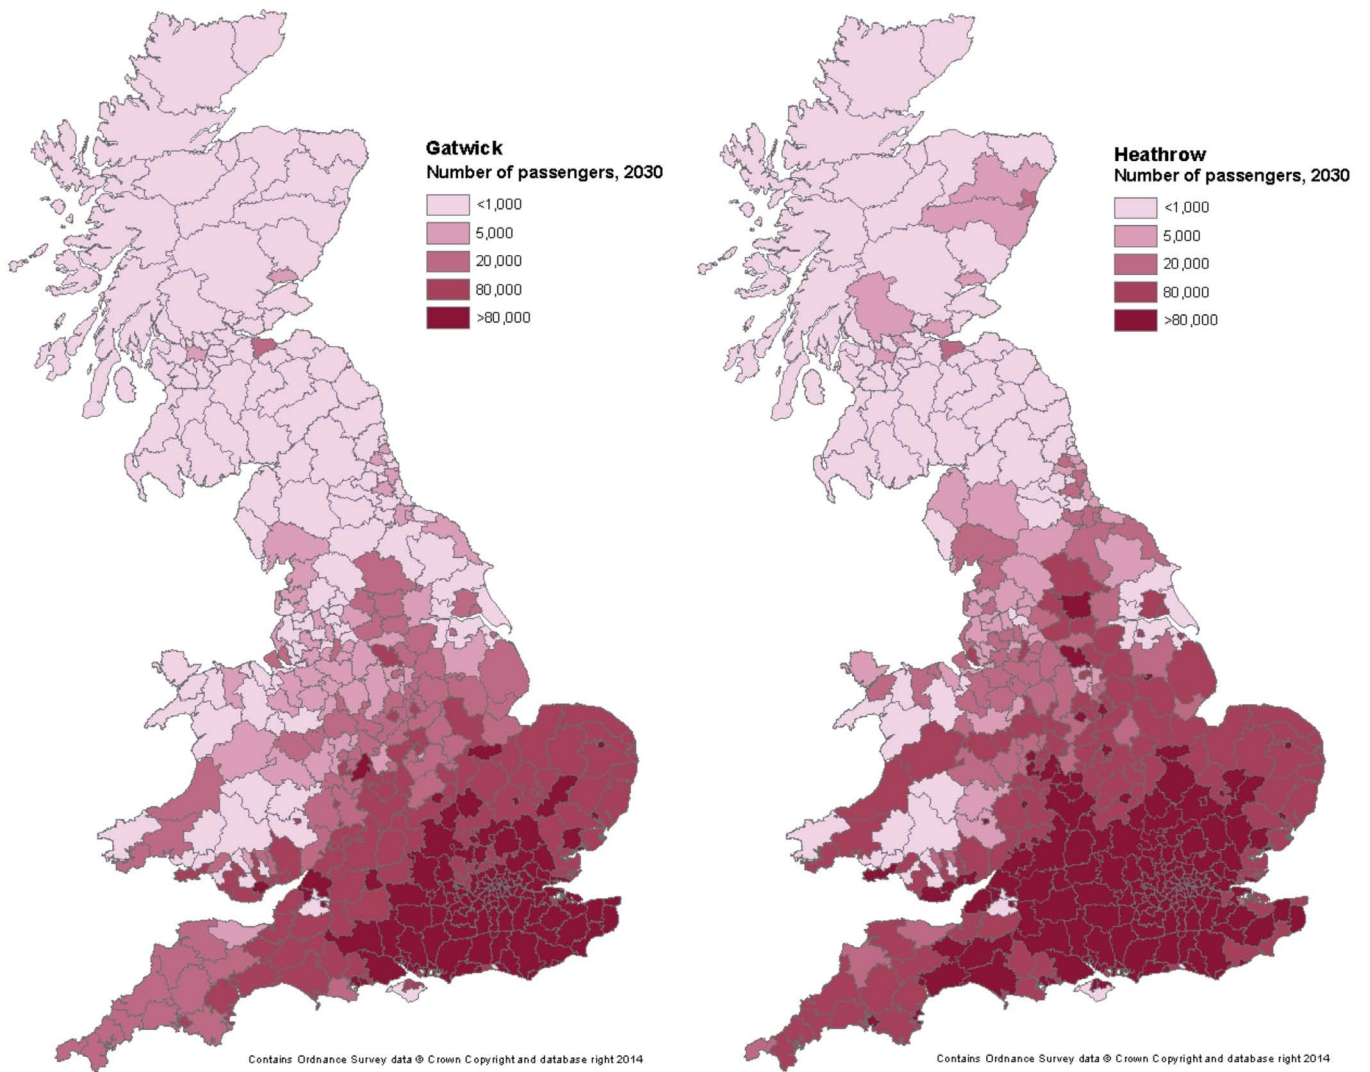 Gatwick
Number of passengers, 2030
<1,000
5,000
20,000
80,000
>80,000
Contains Ordnance Survey data © Crown Copyright and database right 2014
Heathrow
Number of passengers, 2030
<1,000
5,000
20,000
80,000
>80,000
Contains Ordnance Survey data © Crown Copyright and database right 2014